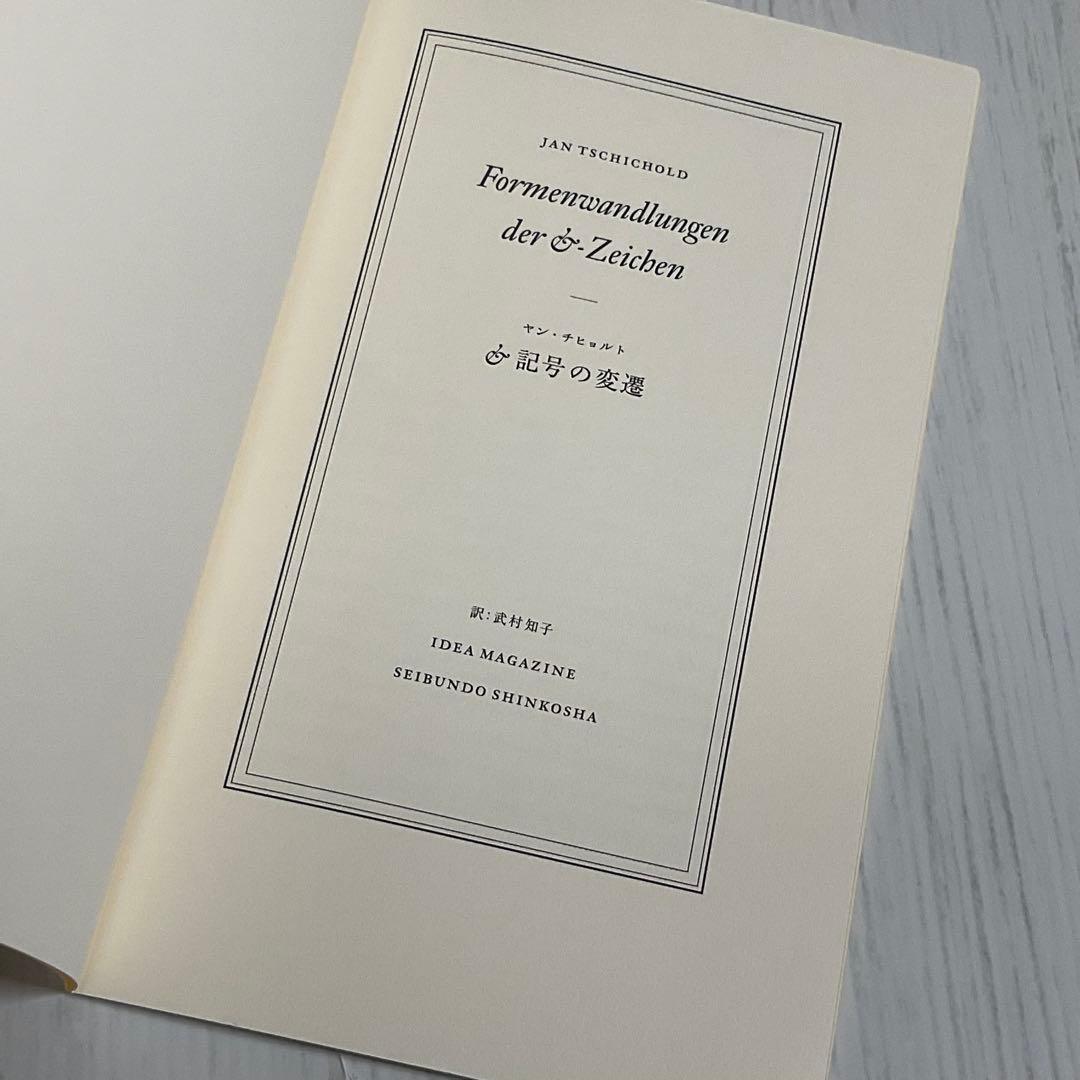 JAN TSCHICHOLD
Formenwandlungen
der &-Zeichen
ヤン・チヒョルト
& 記号の変遷
訳：武村知子
IDEA MAGAZINE
SEIBUNDO SHINKOSHA